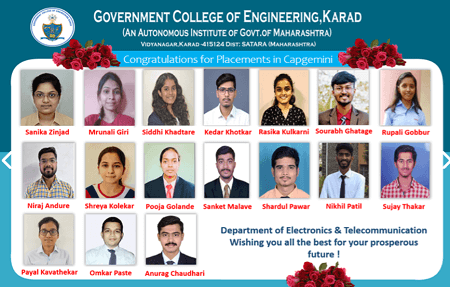 GOVERNMENT COLLEGE OF ENGINEERING,KARAD
(AN AUTONOMOUS INSTITUTE OF GOVT.OF MAHARASHTRA)
VIDYANAGAR,KARAD -415124 DIST: SATARA (MAHARASHTRA)
Congratulations for Placements in Capgemini
Sanika Zinjad Mrunali Giri Siddhi Khadtare Kedar Khotkar Rasika Kulkarni Sourabh Ghatage Rupali Gobbur
Niraj Andure Shreya Kolekar Pooja Golande Sanket Malave Shardul Pawar Nikhil Patil Sujay Thakar
Payal Kavathekar Omkar Paste Anurag Chaudhari
Department of Electronics & Telecommunication
Wishing you all the best for your prosperous
future !